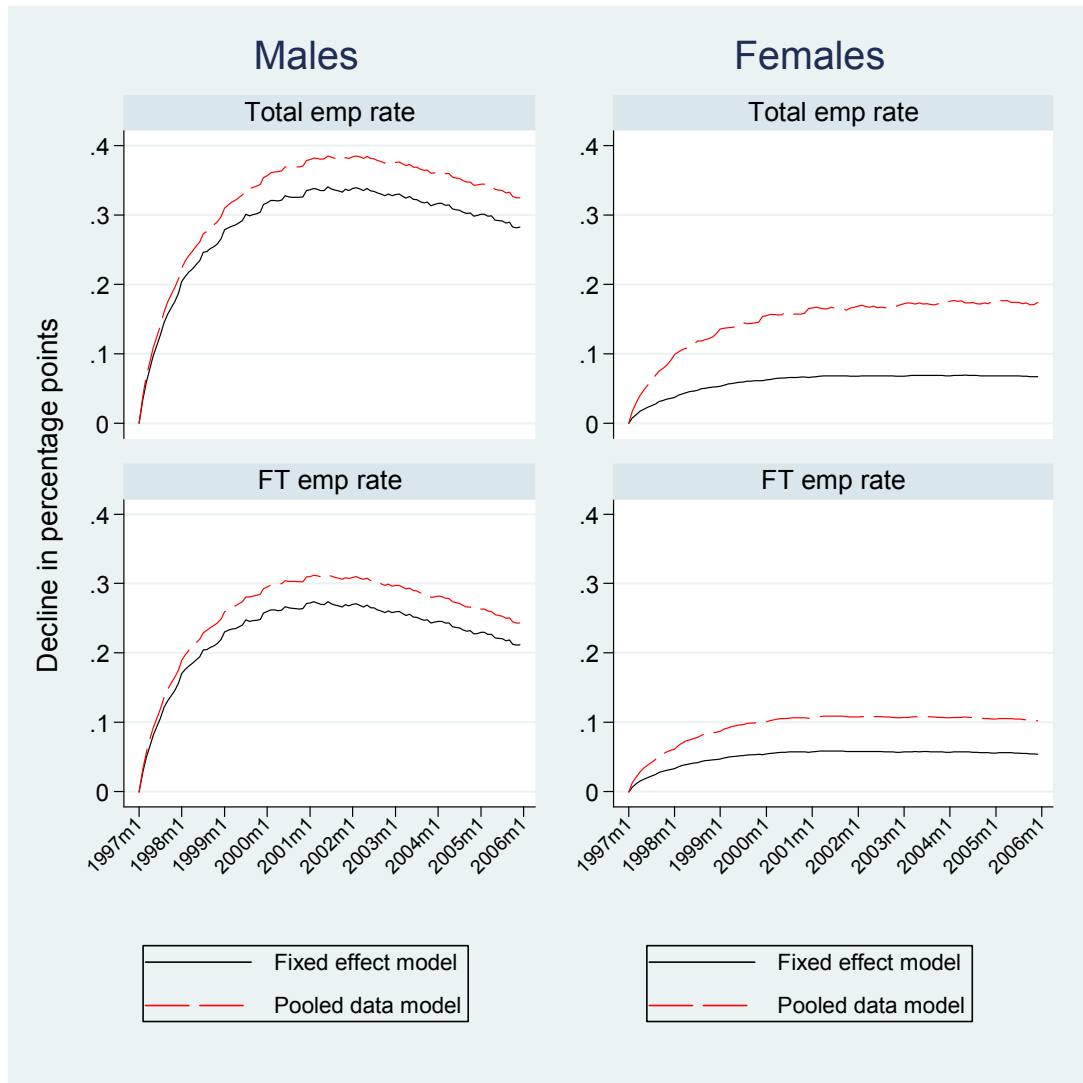 Males
Females
Total emp rate
Total emp rate
Decline in percentage points
.4
.3
.2
.1
0
.4
.3
.2
.1
0
FT emp rate
FT emp rate
.4
.3
.2
.1
0
.4
.3
.2
.1
0
1997m1
1998m1
1999m1
2000m1
2001m1
2002m1
2003m1
2004m1
2005m1
2006m1
1997m1
1998m1
1999m1
2000m1
2001m1
2002m1
2003m1
2004m1
2005m1
2006m1
Fixed effect model
Pooled data model
Fixed effect model
Pooled data model